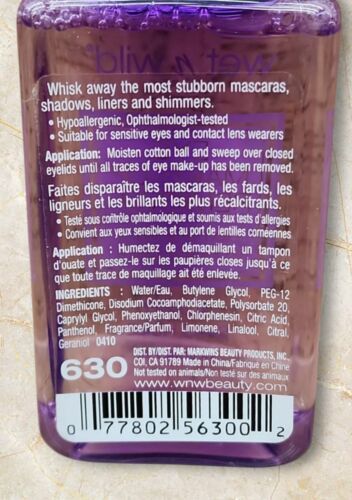 wet n wild
Whisk away the most stubborn mascaras,
shadows, liners and shimmers.
• Hypoallergenic, Ophthalmologist-tested
• Suitable for sensitive eyes and contact lens wearers
Application: Moisten cotton ball and sweep over closed
eyelids until all traces of eye make-up has been removed.
Faites disparaître les mascaras, les fards, les
ligneurs et les brillants les plus récalcitrants.
• Testé sous contrôle ophtalmologique et soumis aux tests d'allergies
• Convient aux yeux sensibles et au port de lentilles cornéennes
Application : Humectez de démaquillant un tampon
d'ouate et passez-le sur les paupières closes jusqu'à ce
que toute trace de maquillage ait été enlevée.
INGREDIENTS : Water/Eau, Butylene Glycol, PEG-12
Dimethicone, Disodium Cocoamphodiacetate, Polysorbate 20,
Caprylyl Glycol, Phenoxyethanol, Chlorphenesin, Citric Acid,
Panthenol, Fragrance/Parfum, Limonene, Linalool, Citral,
Geraniol 0410
630
DIST. BY/DIST. PAR: MARKWINS BEAUTY PRODUCTS, INC.
COI, CA 91789 Made in China/Fabriqué en Chine
Not tested on animals/Non testé sur des animaux
www.wnwbeauty.com
0 77802 56300 2